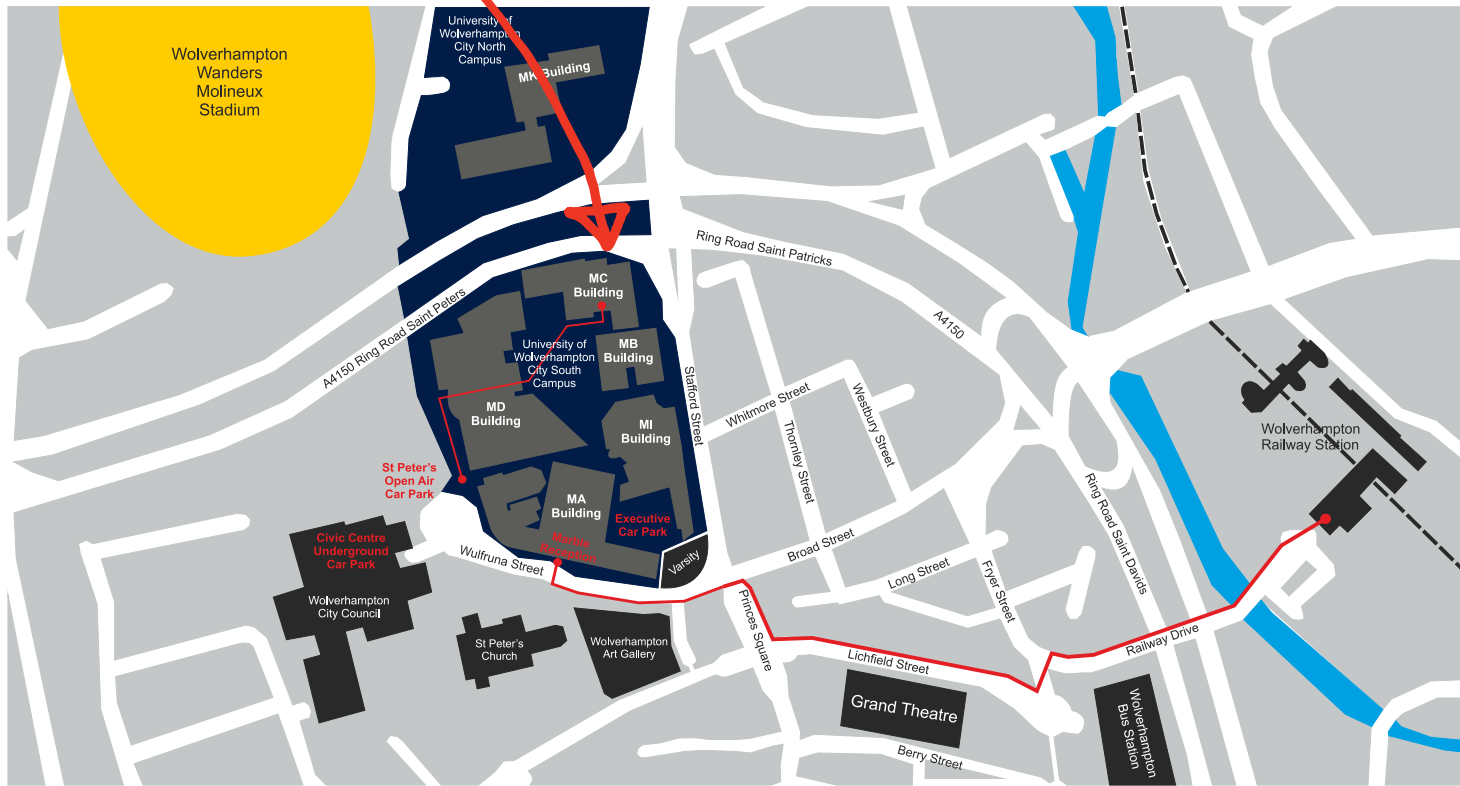 Wolverhampton
Wanders
Molineux
Stadium
University of
Wolverhampton
City North
Campus
MK Building
Ring Road Saint Patricks
A4150
A4150 Ring Road Saint Peters
MC
Building
MB
Building
University of
Wolverhampton
City South
Campus
MD
Building
MI
Building
MA
Building
Stafford Street
Whitmore Street
Westbury Street
Thornley Street
Wolverhampton
Railway Station
St Peter's
Open Air
Car Park
Executive
Car Park
Marble
Reception
Varsity
Civic Centre
Underground
Car Park
Wolverhampton
City Council
Wulfruna Street
Broad Street
Long Street
Fryer Street
Ring Road Saint Davids
Princes Square
St Peter's
Church
Wolverhampton
Art Gallery
Lichfield Street
Railway Drive
Grand Theatre
Berry Street
Wolverhampton
Bus Station